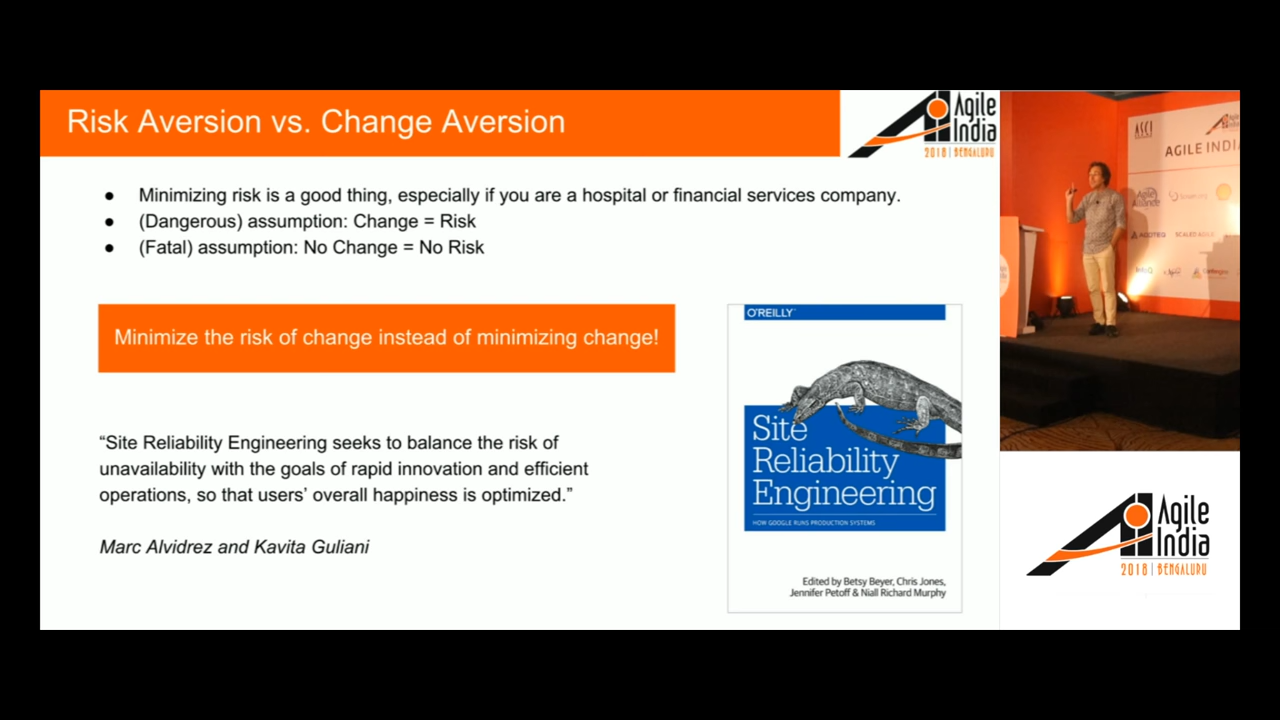 Risk Aversion vs. Change Aversion
Agile
India
2018 | BENGALURU
● Minimizing risk is a good thing, especially if you are a hospital or financial services company.
● (Dangerous) assumption: Change = Risk
● (Fatal) assumption: No Change = No Risk
Minimize the risk of change instead of minimizing change!
“Site Reliability Engineering seeks to balance the risk of
unavailability with the goals of rapid innovation and efficient
operations, so that users’ overall happiness is optimized.”
Marc Alvidrez and Kavita Guliani
O'REILLY
Site
Reliability
Engineering
HOW GOOGLE RUNS PRODUCTION SYSTEMS
Edited by Betsy Beyer, Chris Jones,
Jennifer Petoff & Niall Richard Murphy
ASCI
AGILE INDI
Agile
Alliance
ADDTEQ
SCALED AGILE
InfoQ
Agile
India
2018 | BENGALURU